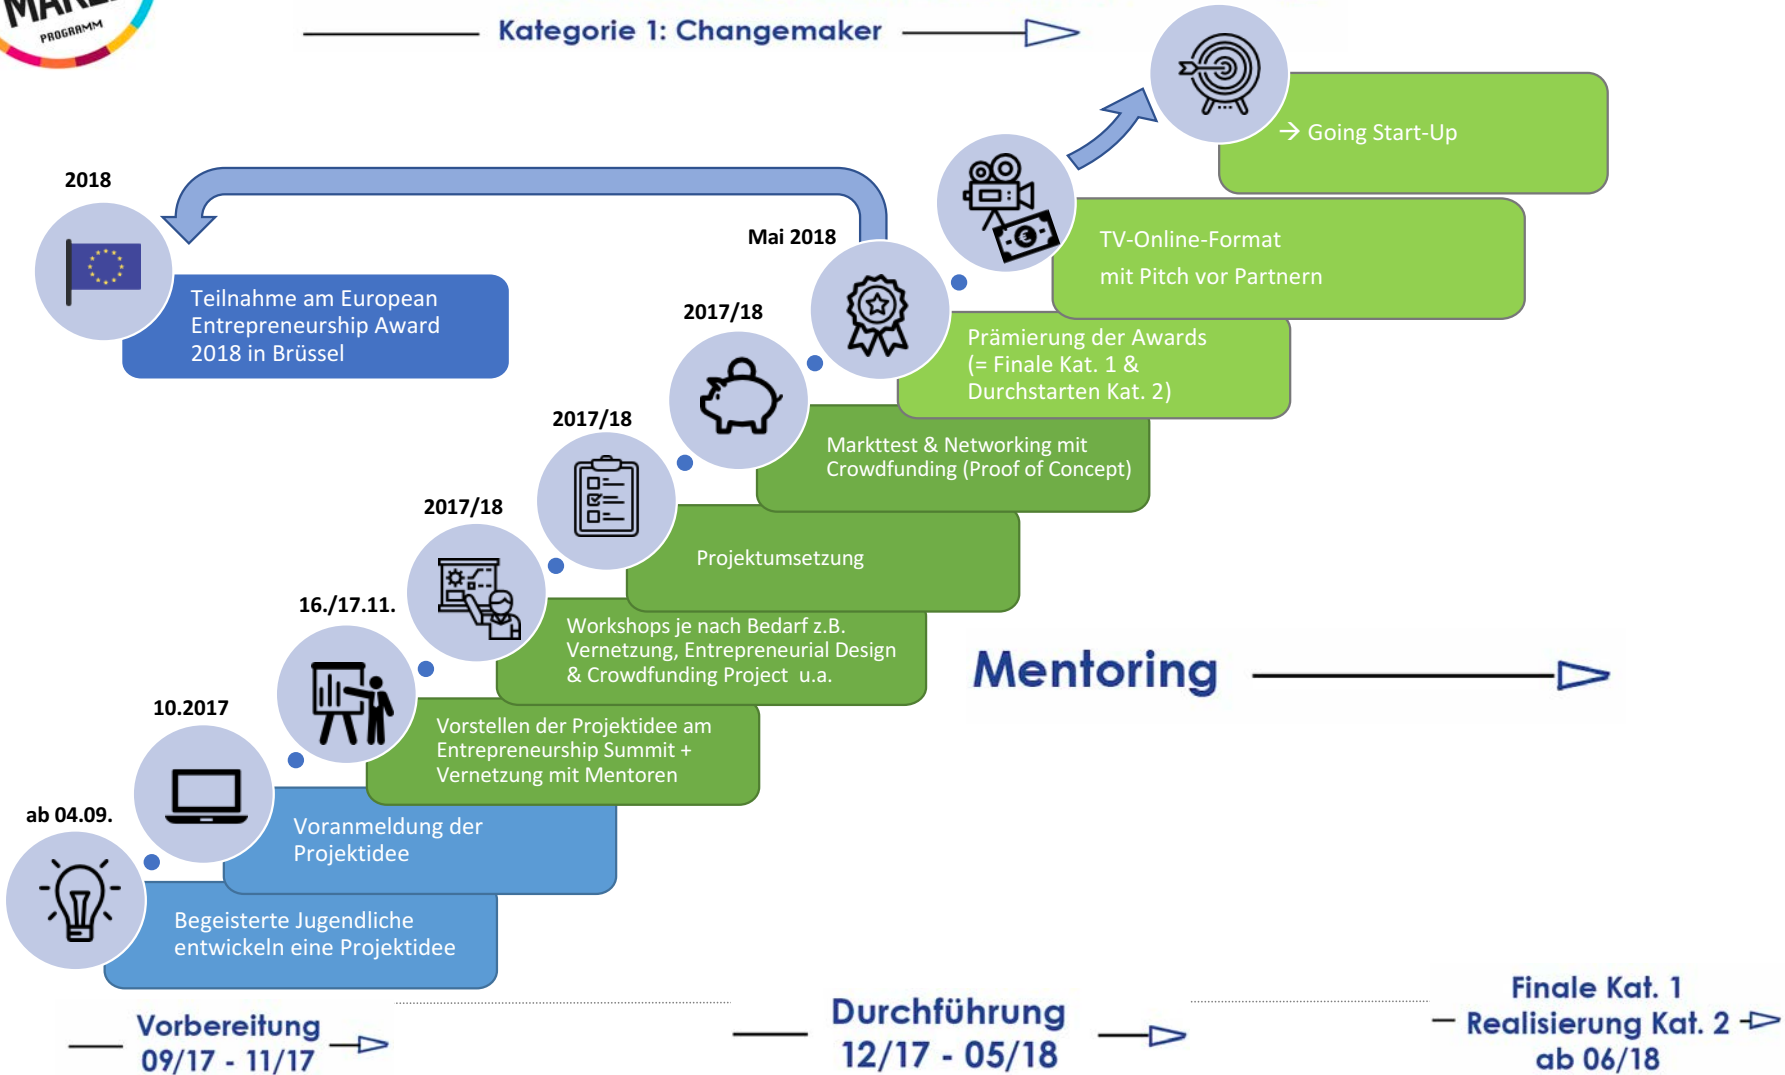 PROGRAMM
Kategorie 1: Changemaker
→ Going Start-Up
2018
TV-Online-Format
mit Pitch vor Partnern
Mai 2018
Teilnahme am European
Entrepreneurship Award
2018 in Brüssel
2017/18
Prämierung der Awards
(= Finale Kat. 1 &
Durchstarten Kat. 2)
2017/18
Markttest & Networking mit
Crowdfunding (Proof of Concept)
2017/18
Projektumsetzung
16./17.11.
Workshops je nach Bedarf z.B.
Vernetzung, Entrepreneurial Design
& Crowdfunding Project u.a.
Mentoring
10.2017
Vorstellen der Projektidee am
Entrepreneurship Summit +
Vernetzung mit Mentoren
ab 04.09.
Voranmeldung der
Projektidee
Begeisterte Jugendliche
entwickeln eine Projektidee
Vorbereitung
09/17 - 11/17
Durchführung
12/17 - 05/18
Finale Kat. 1
Realisierung Kat. 2
ab 06/18